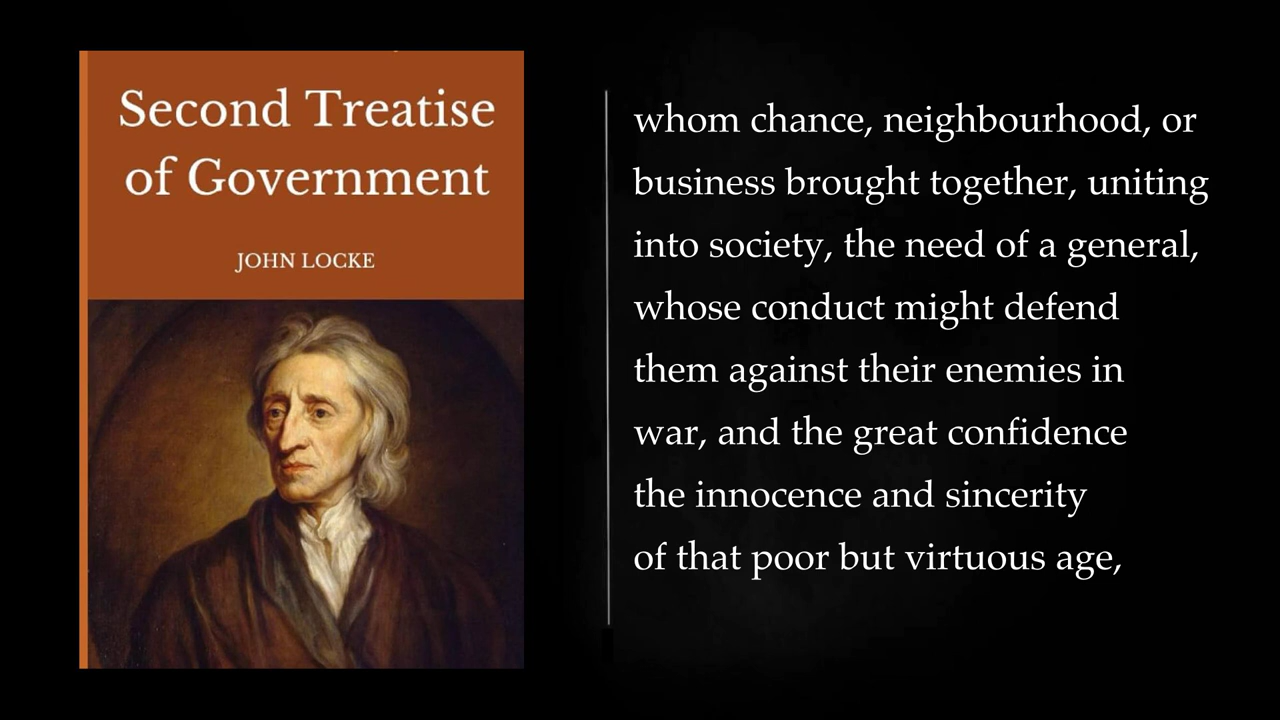 Second Treatise
of Government
JOHN LOCKE
whom chance, neighbourhood, or
business brought together, uniting
into society, the need of a general,
whose conduct might defend
them against their enemies in
war, and the great confidence
the innocence and sincerity
of that poor but virtuous age,